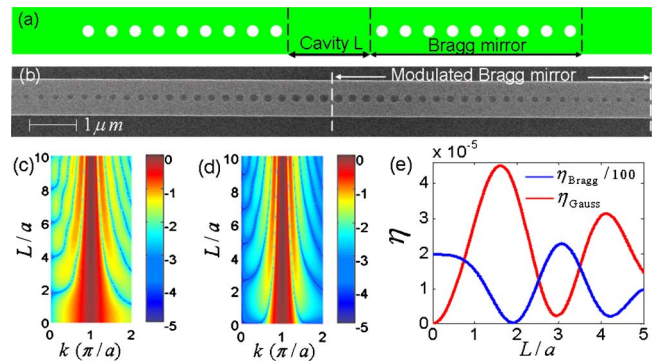 (a)
Cavity L
Bragg mirror
(b)
Modulated Bragg mirror
1 μm
(c)
10
8
6
4
2
0
L/a
0 1 2
k (π/a)
0
-1
-2
-3
-4
-5
(d)
10
8
6
4
2
0
L/a
0 1 2
k (π/a)
0
-1
-2
-3
-4
-5
(e)
x 10⁻⁵
4
3
2
1
0
η
η Bragg / 100
η Gauss
0 1 2 3 4 5
L/a